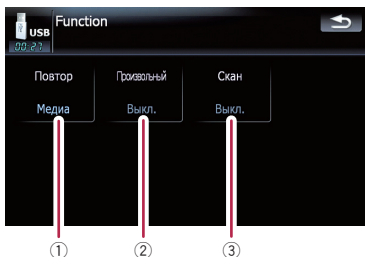 Function
USB
00:27
Повтор Произвольный Скан
Медиа Выкл. Выкл.
① ② ③